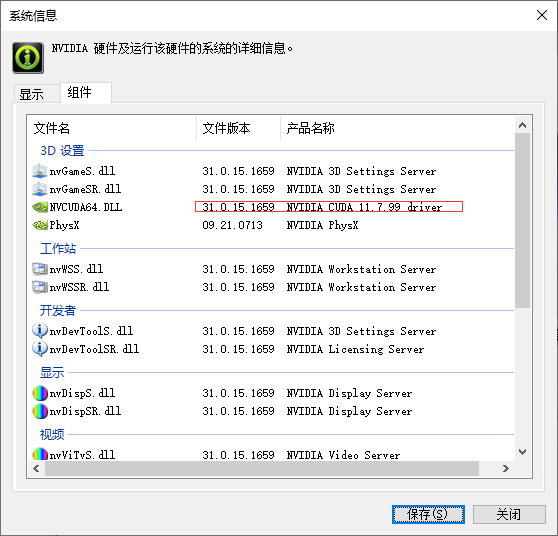 系统信息
NVIDIA 硬件及运行该硬件的系统的详细信息。
显示 组件
文件名 文件版本 产品名称
3D 设置
nvGameS.dll 31.0.15.1659 NVIDIA 3D Settings Server
nvGameSR.dll 31.0.15.1659 NVIDIA 3D Settings Server
NVCUDA64.DLL 31.0.15.1659 NVIDIA CUDA 11.7.99 driver
PhysX 09.21.0713 NVIDIA PhysX
工作站
nvWSS.dll 31.0.15.1659 NVIDIA Workstation Server
nvWSSR.dll 31.0.15.1659 NVIDIA Workstation Server
开发者
nvDevToolS.dll 31.0.15.1659 NVIDIA 3D Settings Server
nvDevToolSR.dll 31.0.15.1659 NVIDIA Licensing Server
显示
nvDispS.dll 31.0.15.1659 NVIDIA Display Server
nvDispSR.dll 31.0.15.1659 NVIDIA Display Server
视频
nvViTvS.dll 31.0.15.1659 NVIDIA Video Server
保存(S) 关闭